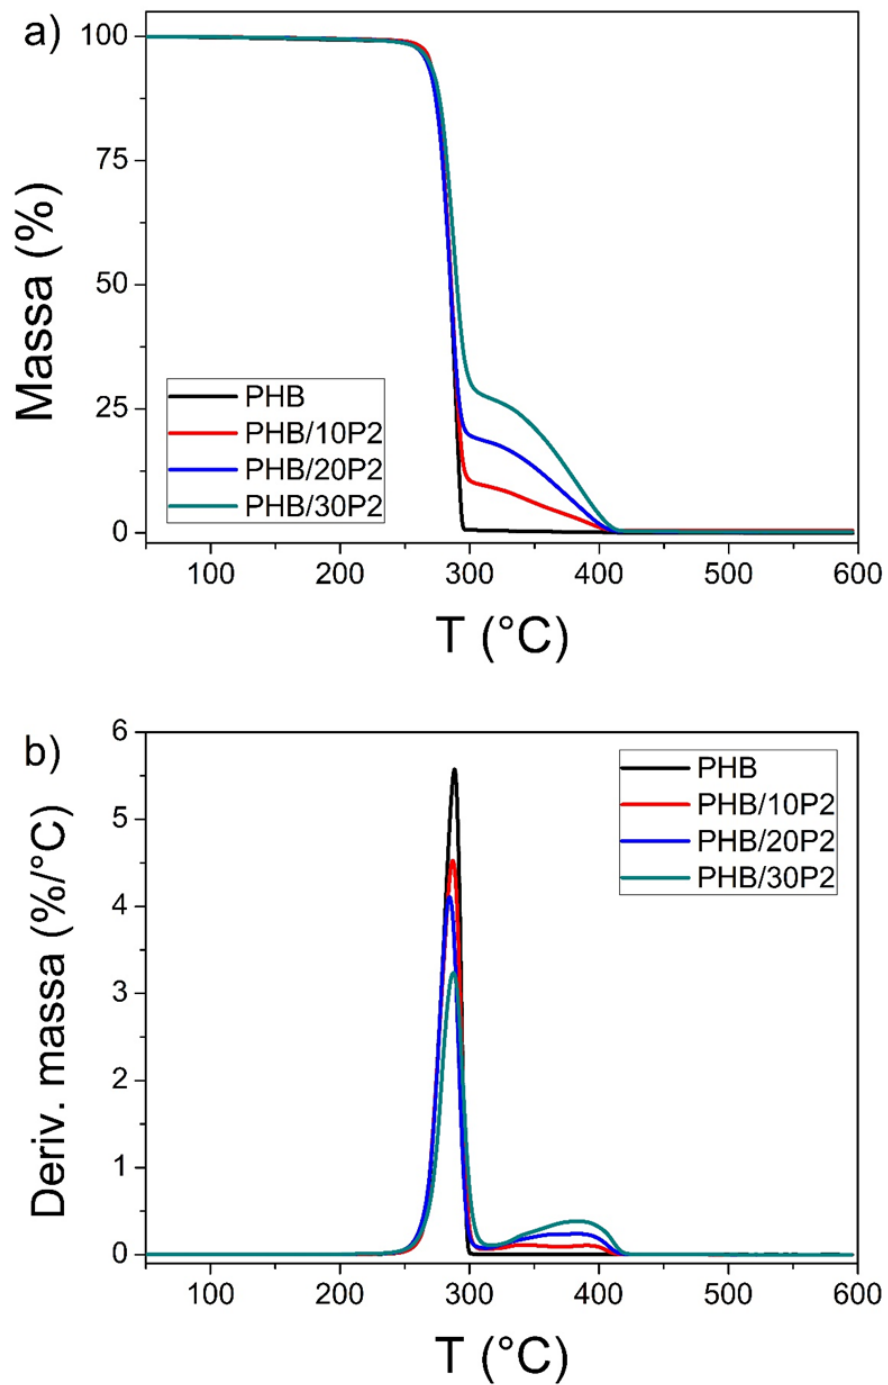 a)
100
75
50
25
0
Massa (%)
PHB
PHB/10P2
PHB/20P2
PHB/30P2
100 200 300 400 500 600
T (°C)
b)
6
5
4
3
2
1
0
Deriv. massa (%/°C)
PHB
PHB/10P2
PHB/20P2
PHB/30P2
100 200 300 400 500 600
T (°C)